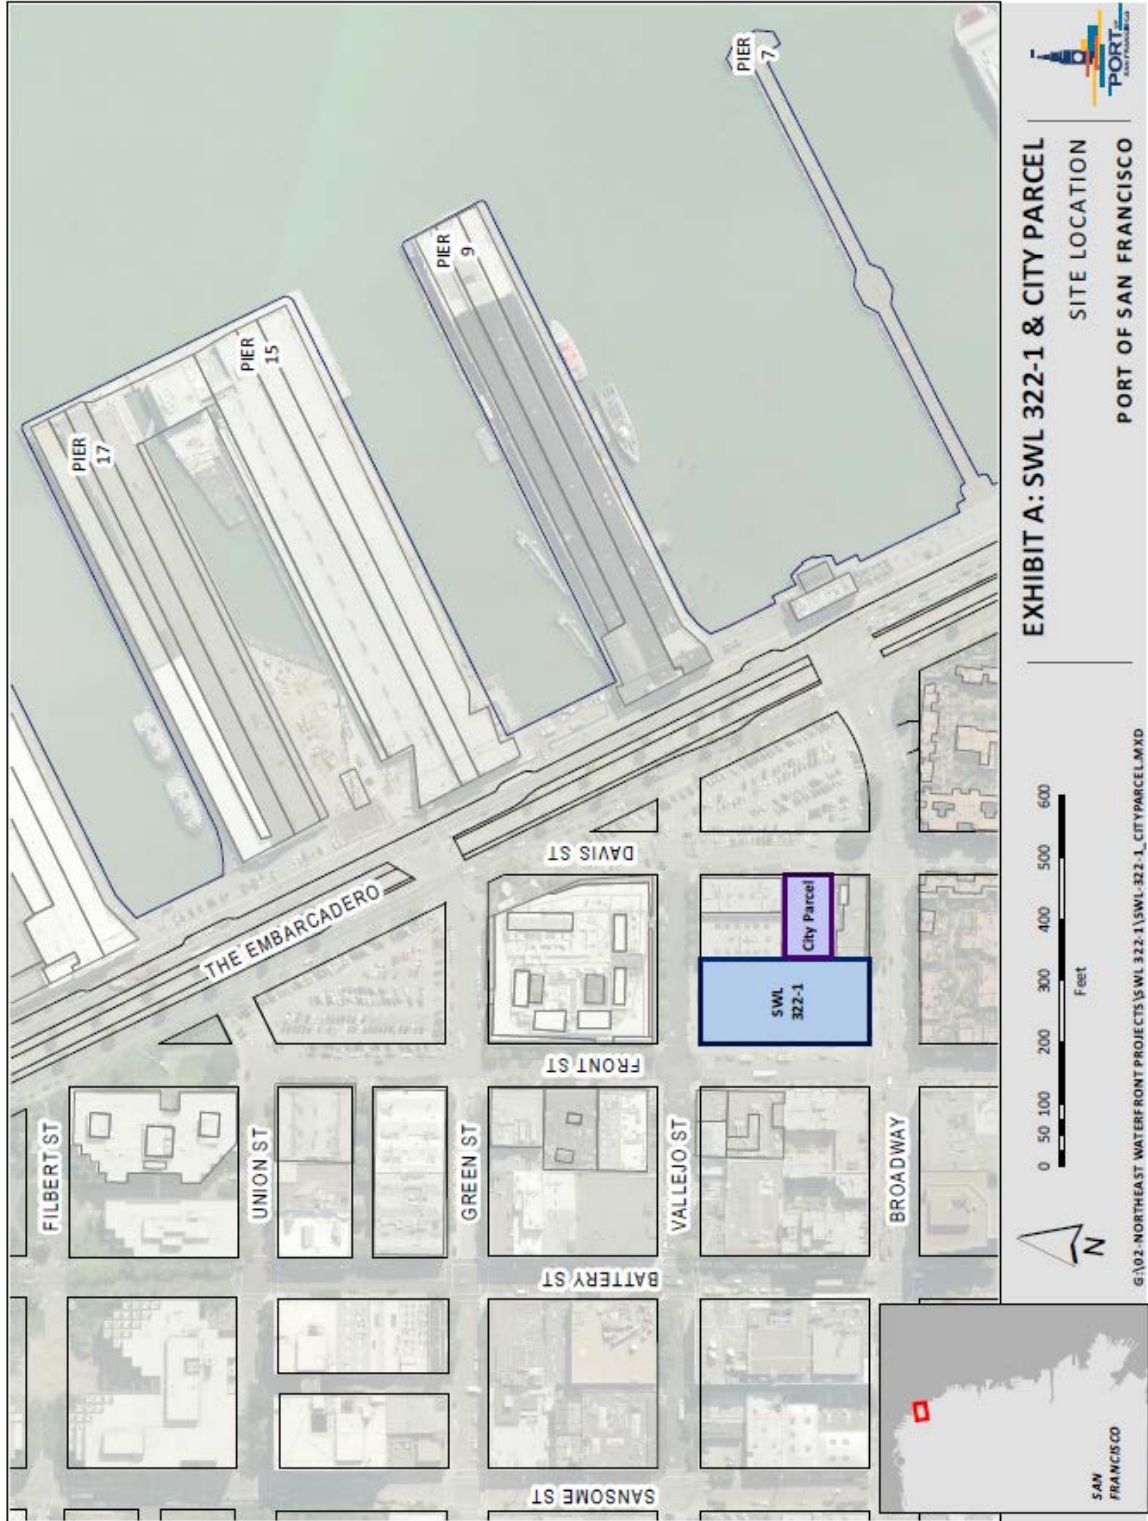 PIER
7
PIER
9
PIER
15
PIER
17
THE EMBARCADERO
DAVIS ST
FRONT ST
BATTERY ST
SANSOME ST
FILBERT ST
UNION ST
GREEN ST
VALLEJO ST
BROADWAY
City Parcel
SWL
322-1
SAN
FRANCISCO
N
0 50 100 200 300 400 500 600
Feet
G:\02-NORTHEAST WATERFRONT PROJECTS\SWL 322-1\SWL-322-1_CITYPARCEL.MXD
EXHIBIT A: SWL 322-1 & CITY PARCEL
SITE LOCATION
PORT OF SAN FRANCISCO
PORT OF
SAN FRANCISCO